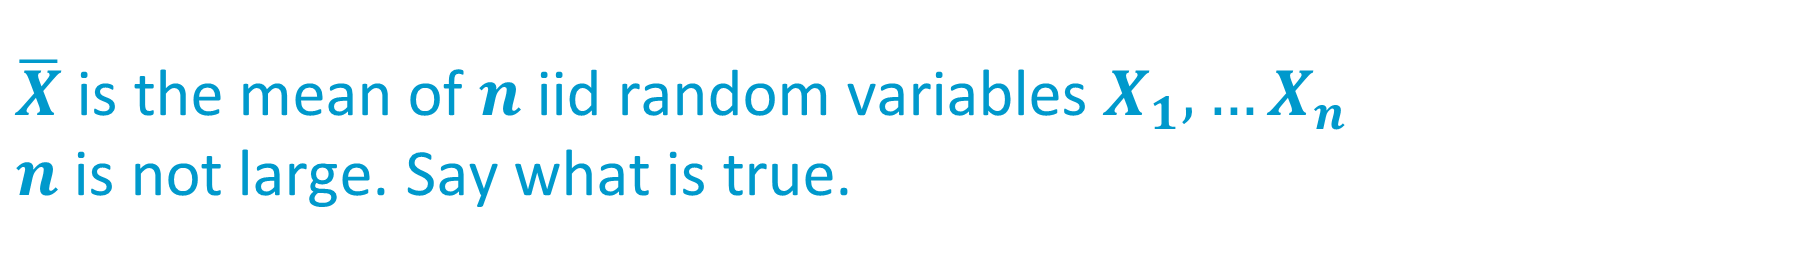 X̄ is the mean of n iid random variables X₁, ... Xₙ
n is not large. Say what is true.